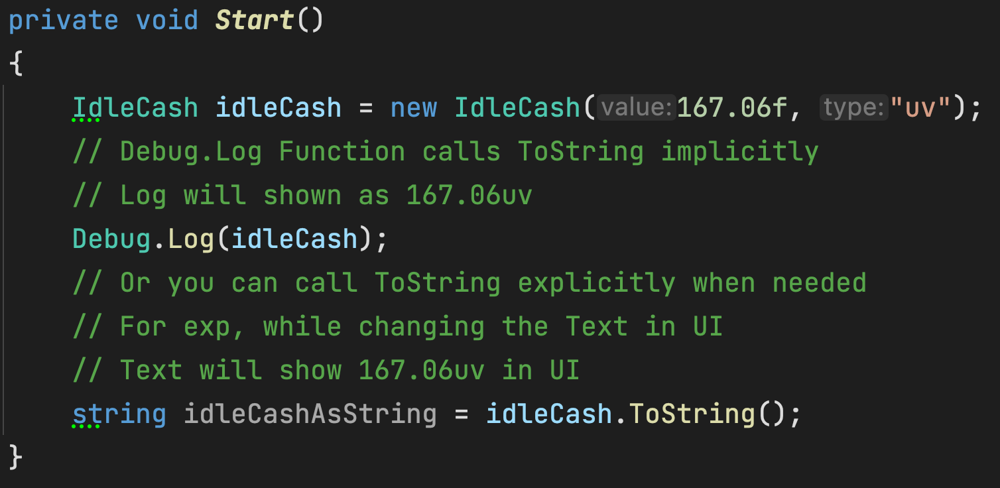 private void Start()
{
IdleCash idleCash = new IdleCash(value:167.06f, type:"uv");
// Debug.Log Function calls ToString implicitly
// Log will shown as 167.06uv
Debug.Log(idleCash);
// Or you can call ToString explicitly when needed
// For exp, while changing the Text in UI
// Text will show 167.06uv in UI
string idleCashAsString = idleCash.ToString();
}